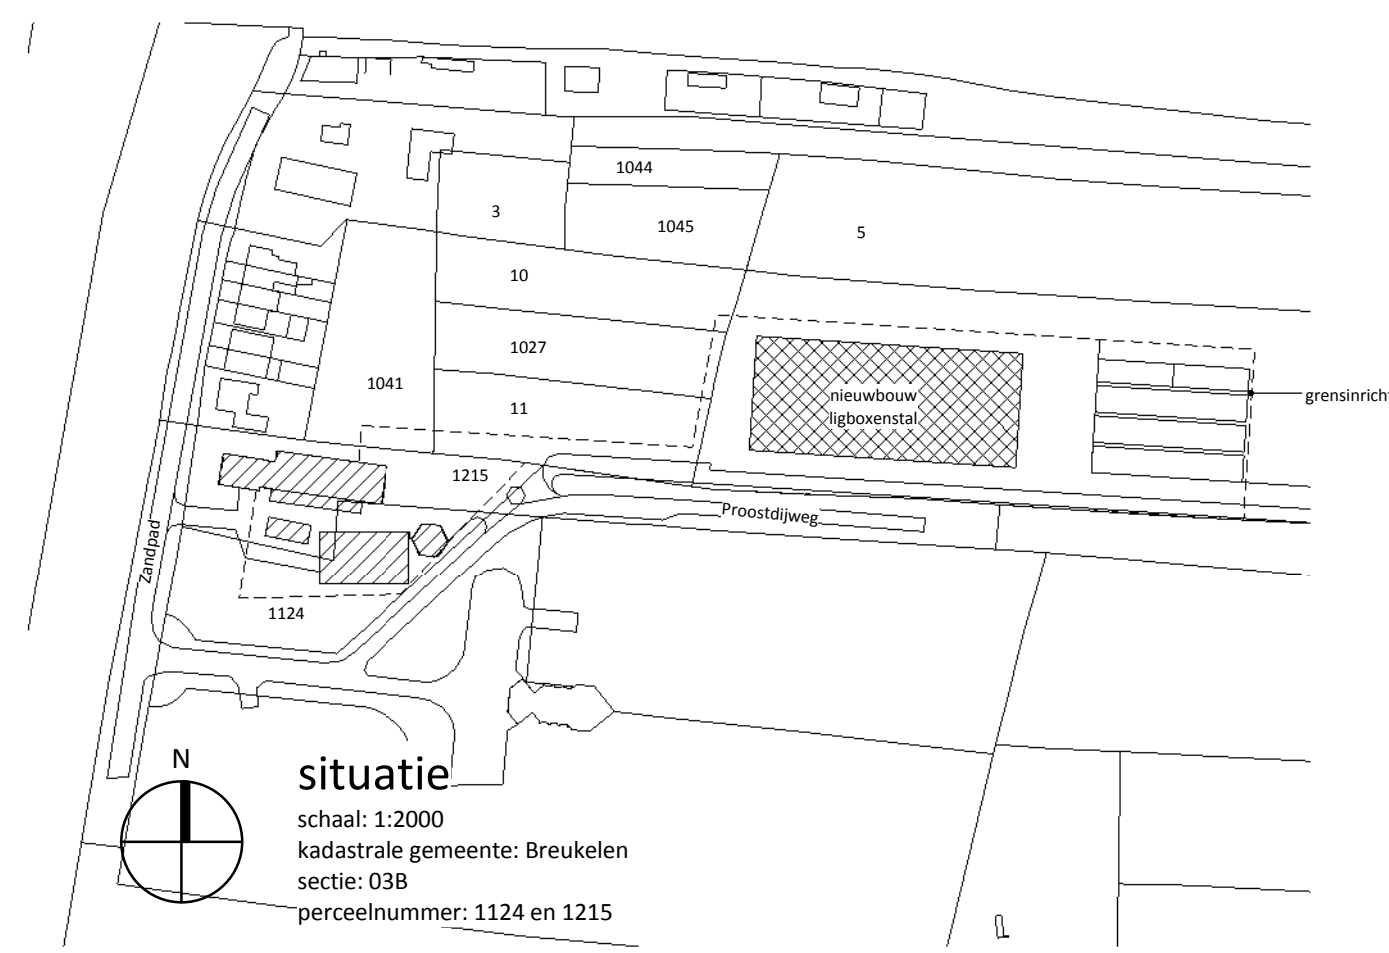 1044
3
1045
5
10
1027
1041
11
nieuwbouw
ligboxenstal
grensinricht
1215
Proostdijweg
Zandpad
1124
N
situatie
schaal: 1:2000
kadastrale gemeente: Breukelen
sectie: 03B
perceelnummer: 1124 en 1215